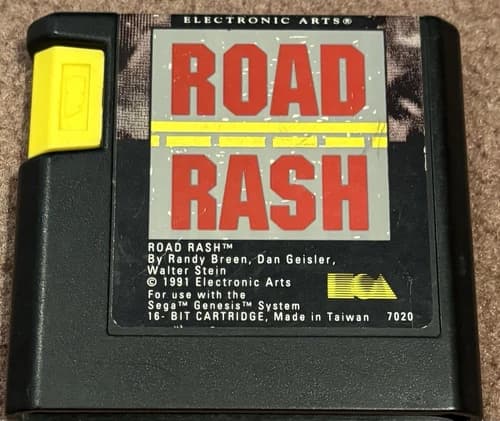 ELECTRONIC ARTS®
ROAD
RASH
ROAD RASH™
By Randy Breen, Dan Geisler,
Walter Stein
© 1991 Electronic Arts
For use with the
Sega™ Genesis™ System
16- BIT CARTRIDGE, Made in Taiwan 7020
EA